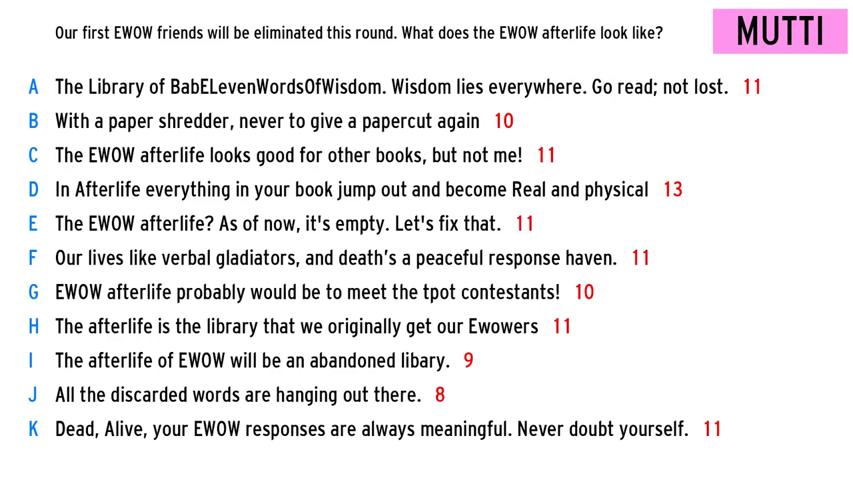 Our first EWOW friends will be eliminated this round. What does the EWOW afterlife look like?
MUTTI
A The Library of BabELevenWordsOfWisdom. Wisdom lies everywhere. Go read; not lost. 11
B With a paper shredder, never to give a papercut again 10
C The EWOW afterlife looks good for other books, but not me! 11
D In Afterlife everything in your book jump out and become Real and physical 13
E The EWOW afterlife? As of now, it's empty. Let's fix that. 11
F Our lives like verbal gladiators, and death's a peaceful response haven. 11
G EWOW afterlife probably would be to meet the tpot contestants! 10
H The afterlife is the library that we originally get our Ewowers 11
I The afterlife of EWOW will be an abandoned libary. 9
J All the discarded words are hanging out there. 8
K Dead, Alive, your EWOW responses are always meaningful. Never doubt yourself. 11